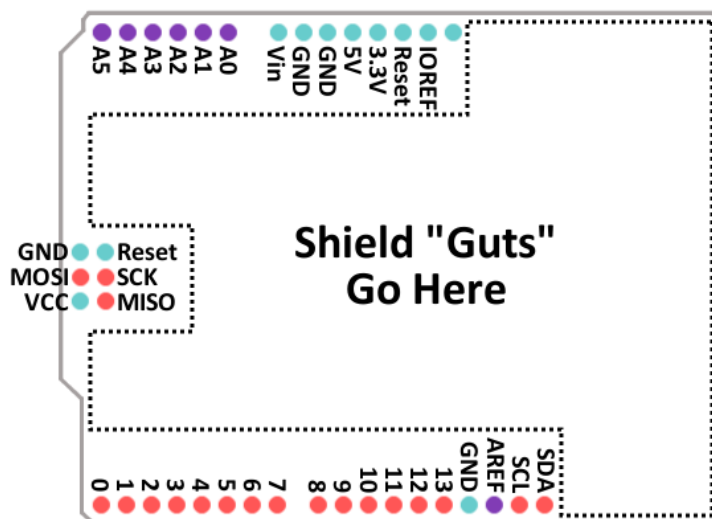 A5 A4 A3 A2 A1 A0 Vin GND GND 5V 3.3V Reset IOREF
Shield "Guts"
Go Here
GND Reset
MOSI SCK
VCC MISO
0 1 2 3 4 5 6 7 8 9 10 11 12 13 GND AREF SCL SDA